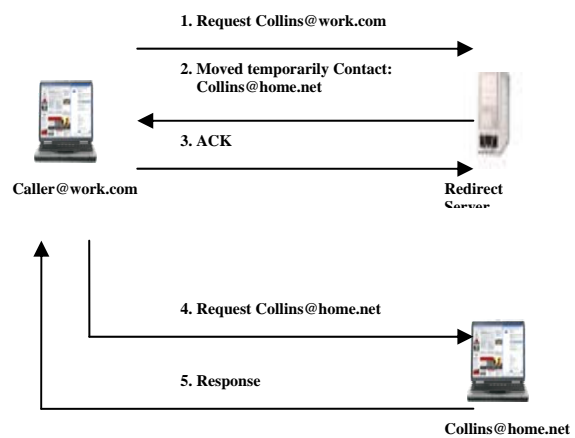 1. Request Collins@work.com
2. Moved temporarily Contact:
Collins@home.net
3. ACK
Caller@work.com
Redirect
Server
4. Request Collins@home.net
5. Response
Collins@home.net